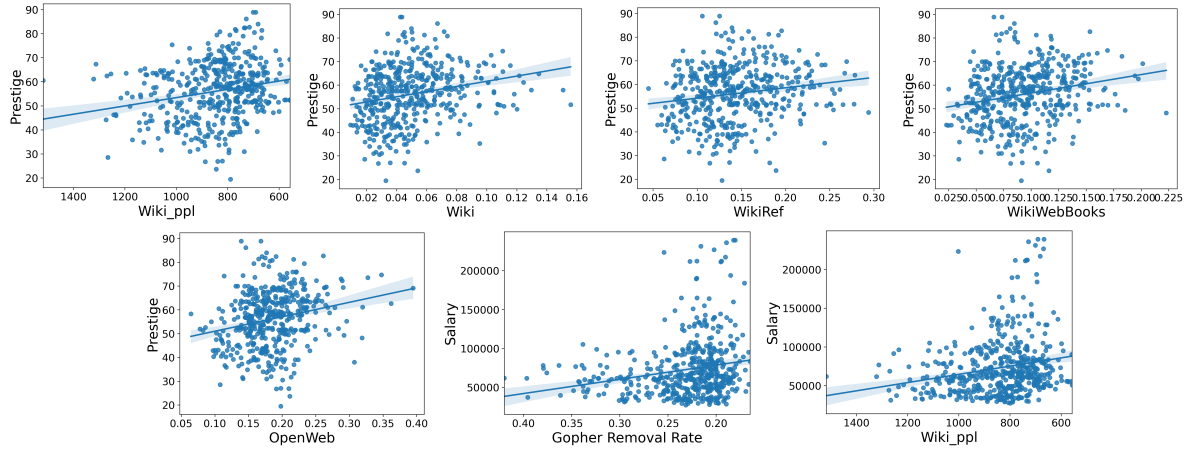 90
80
70
60
50
40
30
20
Prestige
1400 1200 1000 800 600
Wiki_ppl
90
80
70
60
50
40
30
20
Prestige
0.02 0.04 0.06 0.08 0.10 0.12 0.14 0.16
Wiki
90
80
70
60
50
40
30
20
Prestige
0.05 0.10 0.15 0.20 0.25 0.30
WikiRef
90
80
70
60
50
40
30
20
Prestige
0.025 0.050 0.075 0.100 0.125 0.150 0.175 0.200 0.225
WikiWebBooks
90
80
70
60
50
40
30
20
Prestige
0.05 0.10 0.15 0.20 0.25 0.30 0.35 0.40
OpenWeb
200000
150000
100000
50000
Salary
0.40 0.35 0.30 0.25 0.20
Gopher Removal Rate
200000
150000
100000
50000
Salary
1400 1200 1000 800 600
Wiki_ppl